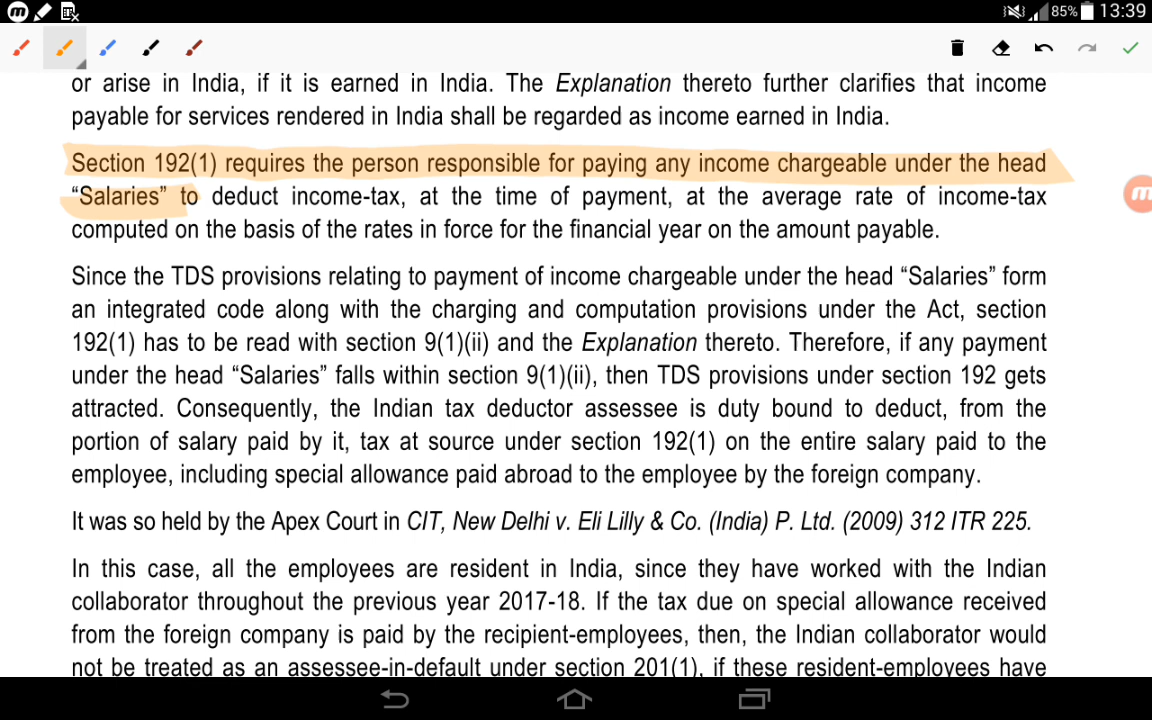 85% 13:39
or arise in India, if it is earned in India. The Explanation thereto further clarifies that income
payable for services rendered in India shall be regarded as income earned in India.
Section 192(1) requires the person responsible for paying any income chargeable under the head
“Salaries” to deduct income-tax, at the time of payment, at the average rate of income-tax
computed on the basis of the rates in force for the financial year on the amount payable.
Since the TDS provisions relating to payment of income chargeable under the head “Salaries” form
an integrated code along with the charging and computation provisions under the Act, section
192(1) has to be read with section 9(1)(ii) and the Explanation thereto. Therefore, if any payment
under the head “Salaries” falls within section 9(1)(ii), then TDS provisions under section 192 gets
attracted. Consequently, the Indian tax deductor assessee is duty bound to deduct, from the
portion of salary paid by it, tax at source under section 192(1) on the entire salary paid to the
employee, including special allowance paid abroad to the employee by the foreign company.
It was so held by the Apex Court in CIT, New Delhi v. Eli Lilly & Co. (India) P. Ltd. (2009) 312 ITR 225.
In this case, all the employees are resident in India, since they have worked with the Indian
collaborator throughout the previous year 2017-18. If the tax due on special allowance received
from the foreign company is paid by the recipient-employees, then, the Indian collaborator would
not be treated as an assessee-in-default under section 201(1), if these resident-employees have